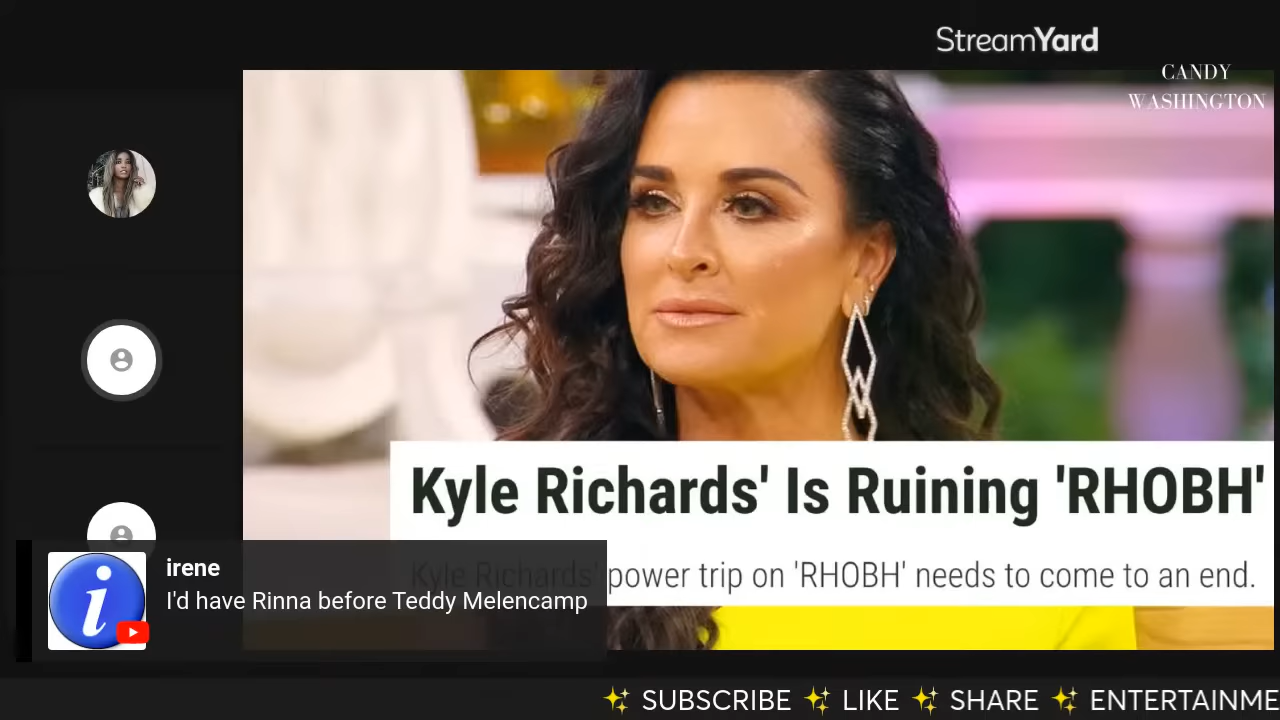 StreamYard
CANDY
WASHINGTON
Kyle Richards' Is Ruining 'RHOBH'
Kyle Richards' power trip on 'RHOBH' needs to come to an end.
irene
I'd have Rinna before Teddy Melencamp
SUBSCRIBE LIKE SHARE ENTERTAINME